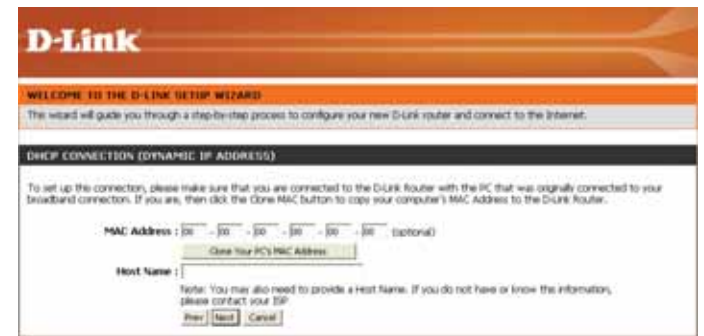 D-Link
WELCOME TO THE D-LINK SETUP WIZARD
This wizard will guide you through a step-by-step process to configure your new D-Link router and connect to the Internet.
DHCP CONNECTION (DYNAMIC IP ADDRESS)
To set up this connection, please make sure that you are connected to the D-Link Router with the PC that was originally connected to your
broadband connection. If you are, then click the Clone MAC button to copy your computer's MAC Address to the D-Link Router.
MAC Address : 00 - 00 - 00 - 00 - 00 - 00 (optional)
Clone Your PC's MAC Address
Host Name :
Note: You may also need to provide a Host Name. If you do not have or know this information,
please contact your ISP
Prev Next Cancel